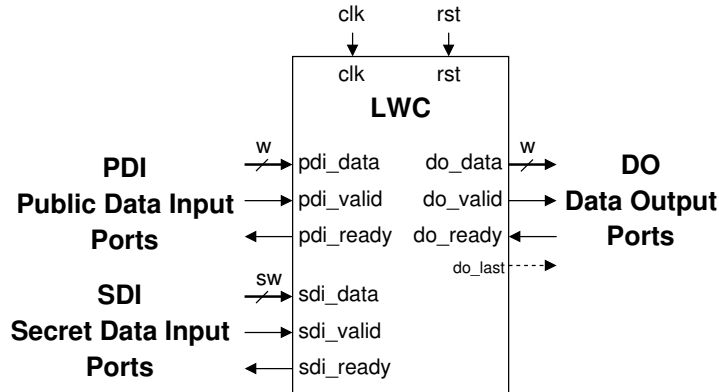 clk rst
clk rst
LWC
w
PDI
Public Data Input
Ports
pdi_data
pdi_valid
pdi_ready
do_data
do_valid
do_ready
do_last
w
DO
Data Output
Ports
sw
SDI
Secret Data Input
Ports
sdi_data
sdi_valid
sdi_ready